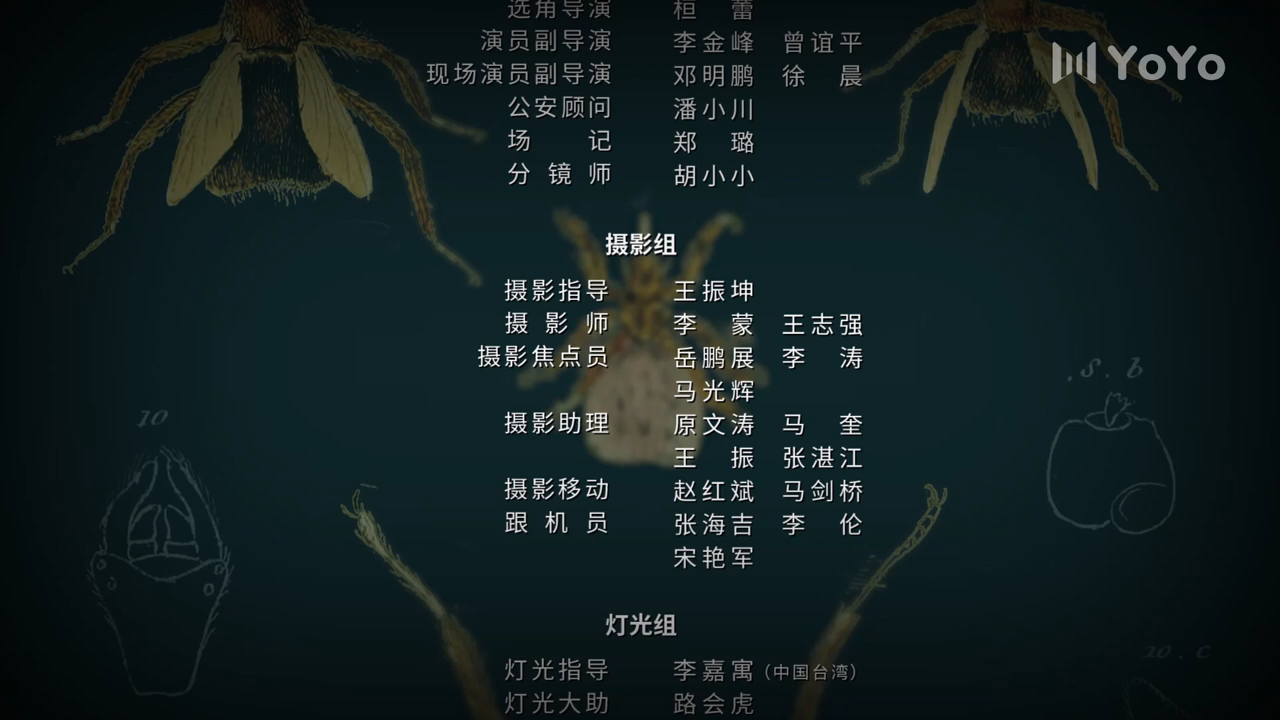 选角导演 桓蕾
YoYo
演员副导演 李金峰 曾谊平
现场演员副导演 邓明鹏 徐晨
公安顾问 潘小川
场记 郑璐
分镜师 胡小小
摄影组
摄影指导 王振坤
摄影师 李蒙 王志强
摄影焦点员 岳鹏展 李涛
马光辉
摄影助理 原文涛 马奎
王振 张湛江
摄影移动 赵红斌 马剑桥
跟机员 张海吉 李伦
宋艳军
灯光组
灯光指导 李嘉寓（中国台湾）
灯光大助 路会虎
.S.b
10
10.c